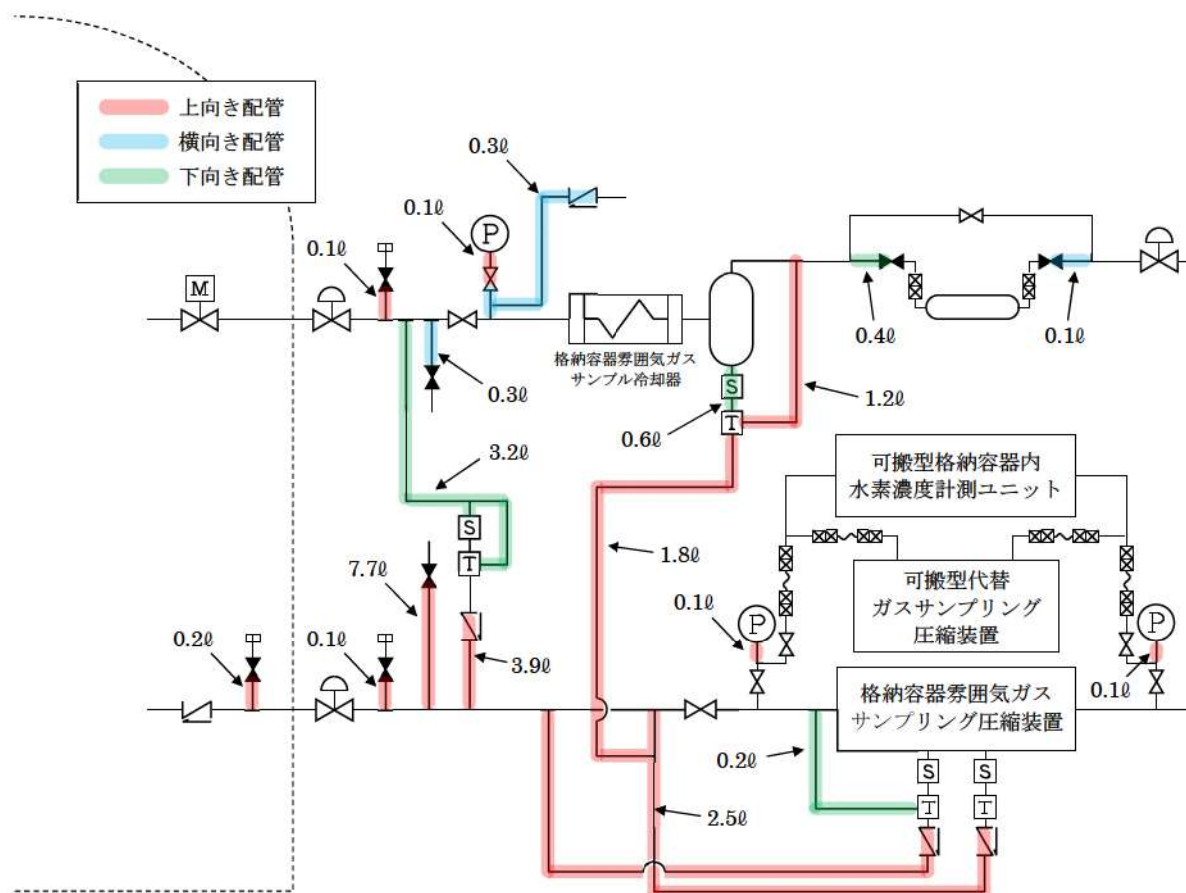 上向き配管
横向き配管
下向き配管
0.3ℓ
0.1ℓ
P
0.1ℓ
M
格納容器雰囲気ガス
サンプル冷却器
0.4ℓ
0.1ℓ
0.3ℓ
S
T
0.6ℓ
1.2ℓ
3.2ℓ
可搬型格納容器内
水素濃度計測ユニット
S
T
1.8ℓ
7.7ℓ
可搬型代替
ガスサンプリング
圧縮装置
0.1ℓ
P
P
0.2ℓ
0.1ℓ
3.9ℓ
0.1ℓ
格納容器雰囲気ガス
サンプリング圧縮装置
0.2ℓ
S
S
T
T
2.5ℓ